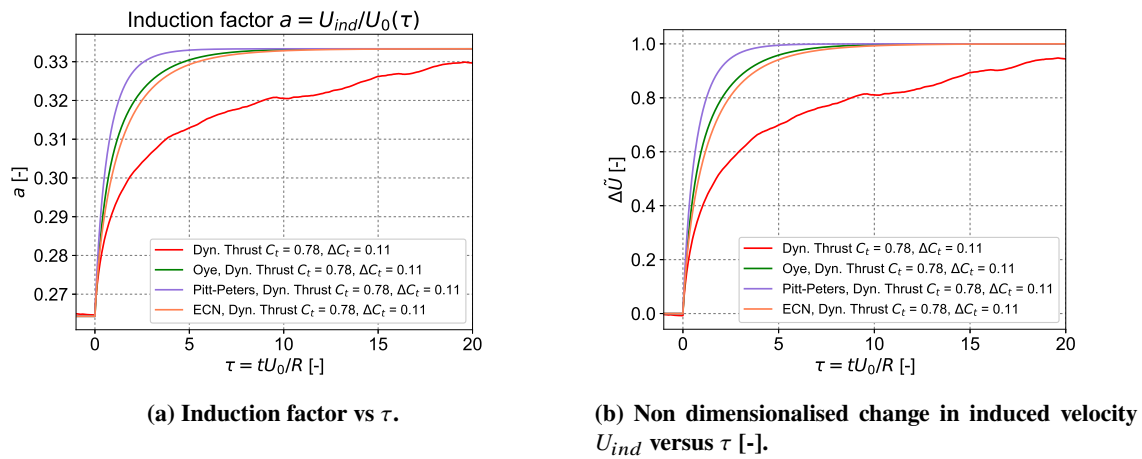 Induction factor a = U_ind/U_0(τ)
0.33
0.32
0.31
0.30
0.29
0.28
0.27
a [-]
Dyn. Thrust C_t = 0.78, ΔC_t = 0.11
Oye, Dyn. Thrust C_t = 0.78, ΔC_t = 0.11
Pitt-Peters, Dyn. Thrust C_t = 0.78, ΔC_t = 0.11
ECN, Dyn. Thrust C_t = 0.78, ΔC_t = 0.11
0 5 10 15 20
τ = tU_0/R [-]
(a) Induction factor vs τ.
1.0
0.8
0.6
0.4
0.2
0.0
ΔŨ [-]
Dyn. Thrust C_t = 0.78, ΔC_t = 0.11
Oye, Dyn. Thrust C_t = 0.78, ΔC_t = 0.11
Pitt-Peters, Dyn. Thrust C_t = 0.78, ΔC_t = 0.11
ECN, Dyn. Thrust C_t = 0.78, ΔC_t = 0.11
0 5 10 15 20
τ = tU_0/R [-]
(b) Non dimensionalised change in induced velocity
U_ind versus τ [-].